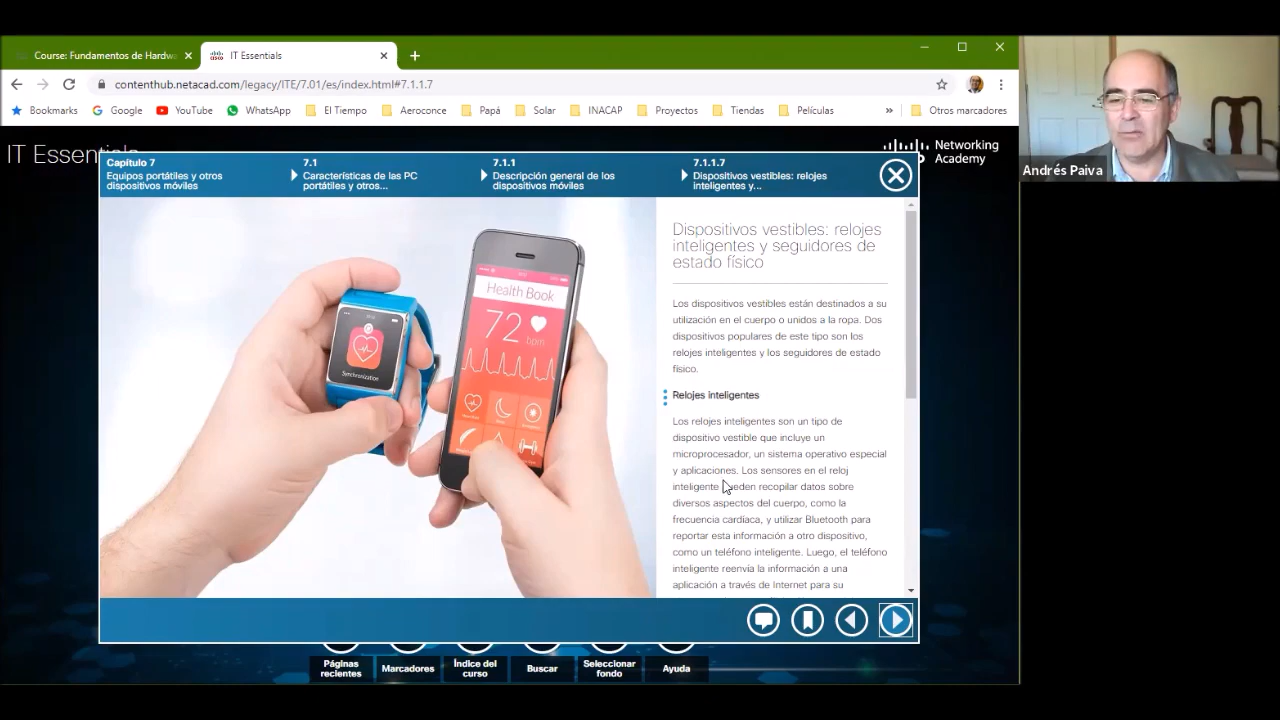 Course: Fundamentos de Hardw
IT Essentials
contenthub.netacad.com/legacy/ITE/7.01/es/index.html#7.1.1.7
Bookmarks Google YouTube WhatsApp El Tiempo Aeroconce Papá Solar INACAP Proyectos Tiendas Películas » Otros marcadores
IT Essentials
Networking
Academy
Capítulo 7
Equipos portátiles y otros
dispositivos móviles
7.1
Características de las PC
portátiles y otros...
7.1.1
Descripción general de los
dispositivos móviles
7.1.1.7
Dispositivos vestibles: relojes
inteligentes y...
Andrés Paiva
Synchronization
Health Book
72
bpm
Dispositivos vestibles: relojes
inteligentes y seguidores de
estado físico
Los dispositivos vestibles están destinados a su
utilización en el cuerpo o unidos a la ropa. Dos
dispositivos populares de este tipo son los
relojes inteligentes y los seguidores de estado
físico.
Relojes inteligentes
Los relojes inteligentes son un tipo de
dispositivo vestible que incluye un
microprocesador, un sistema operativo especial
y aplicaciones. Los sensores en el reloj
inteligente pueden recopilar datos sobre
diversos aspectos del cuerpo, como la
frecuencia cardíaca, y utilizar Bluetooth para
reportar esta información a otro dispositivo,
como un teléfono inteligente. Luego, el teléfono
inteligente reenvía la información a una
aplicación a través de Internet para su
Páginas
recientes
Marcadores
Índice del
curso
Buscar
Seleccionar
fondo
Ayuda